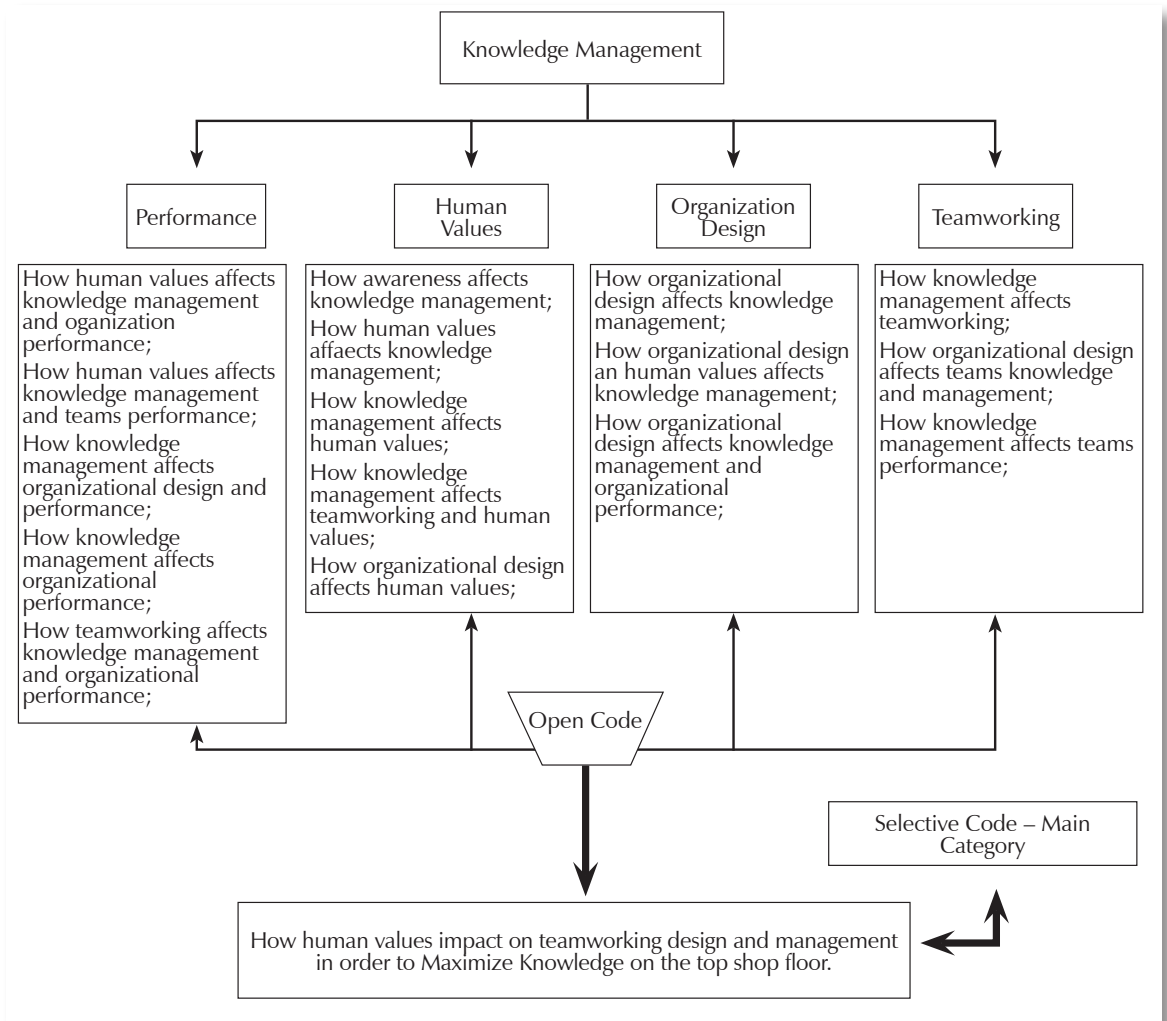 Knowledge Management
Performance
Human
Values
Organization
Design
Teamworking
How human values affects
knowledge management
and oganization
performance;
How human values affects
knowledge management
and teams performance;
How knowledge
management affects
organizational design and
performance;
How knowledge
management affects
organizational
performance;
How teamworking affects
knowledge management
and organizational
performance;
How awareness affects
knowledge management;
How human values
affaects knowledge
management;
How knowledge
management affects
human values;
How knowledge
management affects
teamworking and human
values;
How organizational design
affects human values;
How organizational
design affects knowledge
management;
How organizational design
an human values affects
knowledge management;
How organizational
design affects knowledge
management and
organizational
performance;
How knowledge
management affects
teamworking;
How organizational design
affects teams knowledge
and management;
How knowledge
management affects teams
performance;
Open Code
Selective Code – Main
Category
How human values impact on teamworking design and management
in order to Maximize Knowledge on the top shop floor.